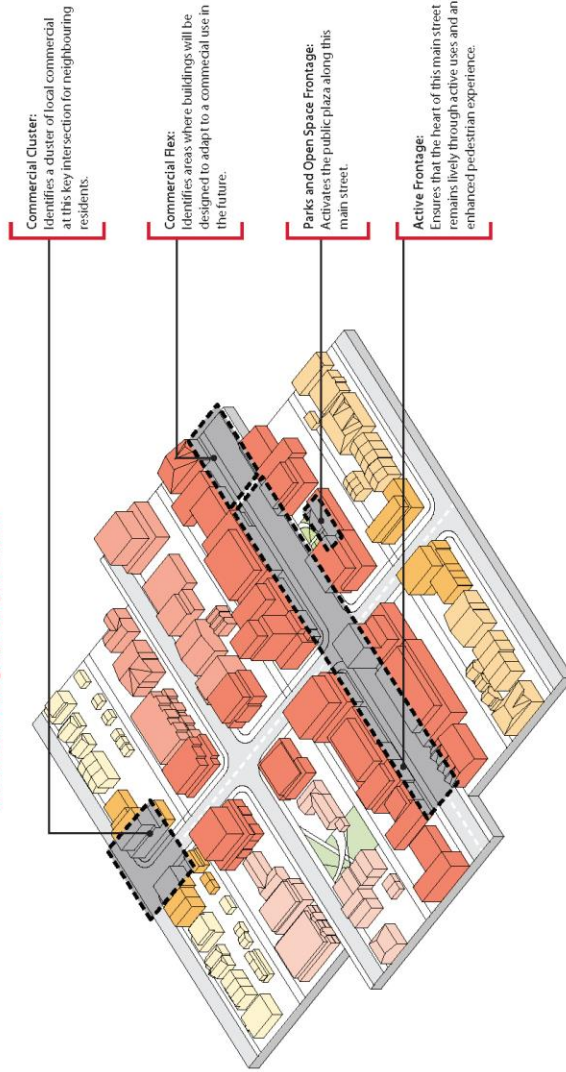 Commercial Cluster:
Identifies a cluster of local commercial
at this key intersection for neighbouring
residents.
Commercial Flex:
Identifies areas where buildings will be
designed to adapt to a commecial use in
the future.
Parks and Open Space Frontage:
Activates the public plaza along this
main street.
Active Frontage:
Ensures that the heart of this main street
remains lively through active uses and an
enhanced pedestrian experience.